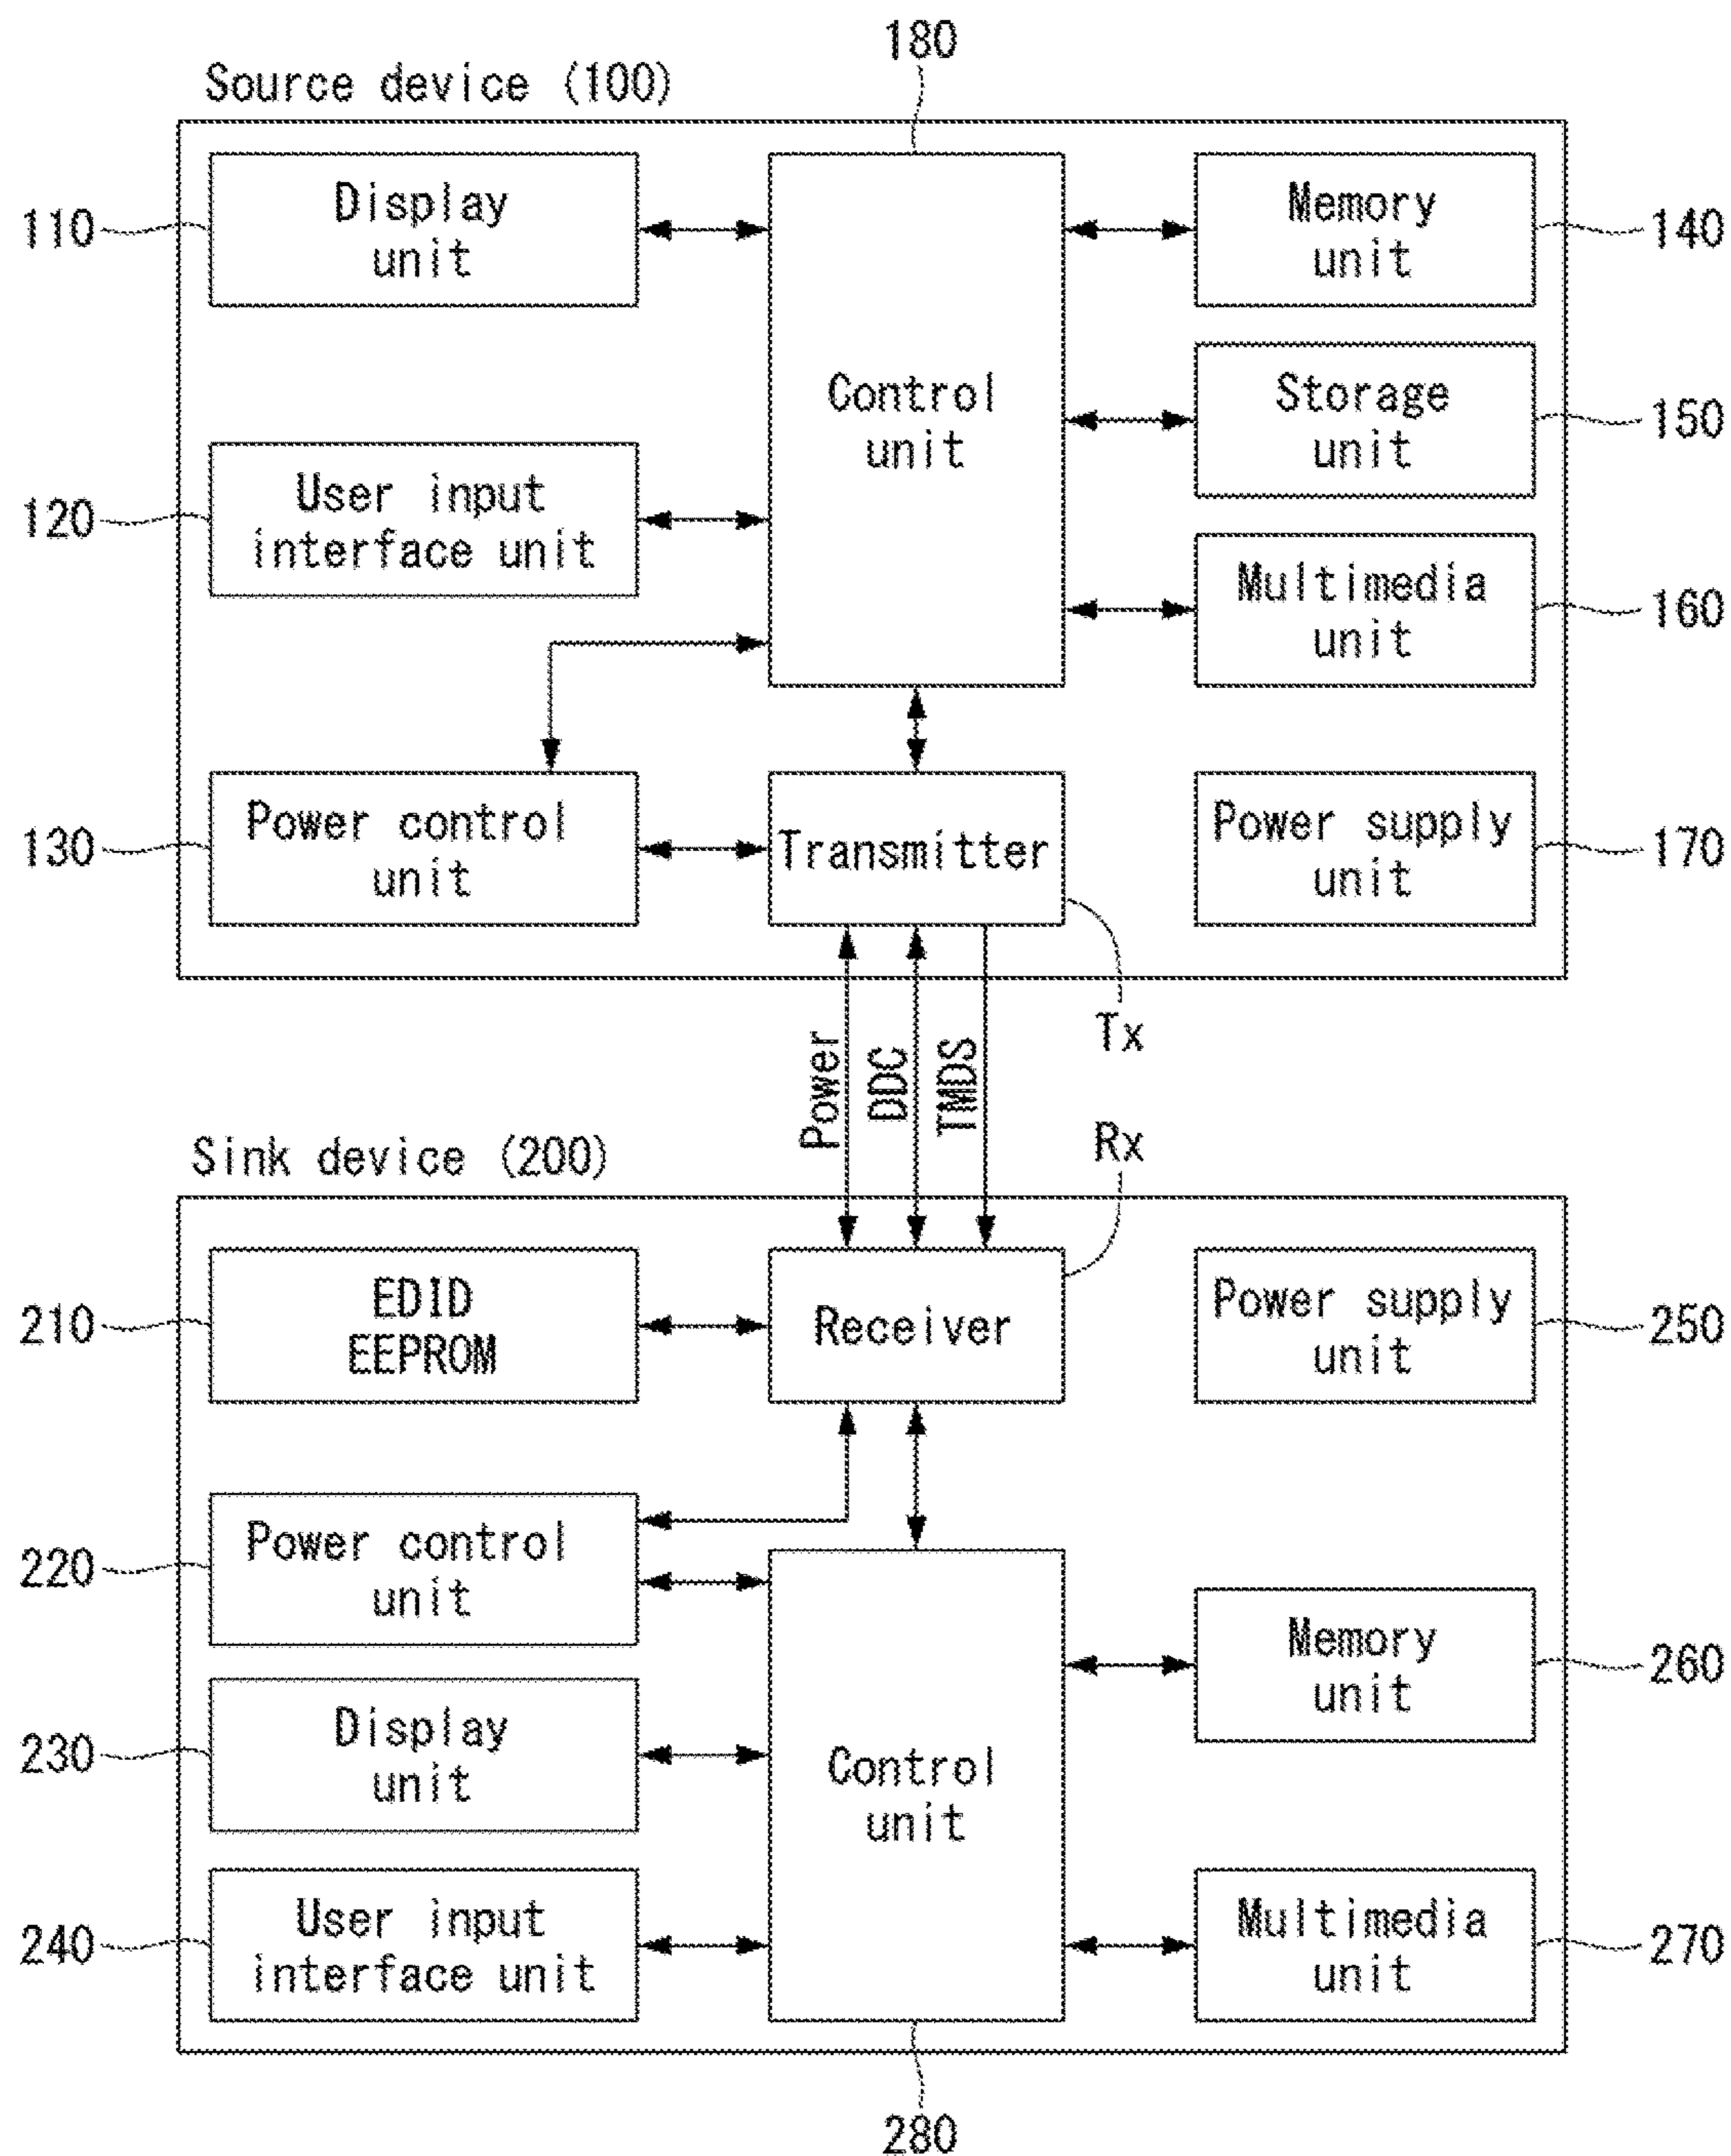 180
Source device (100)
110
Display
unit
Control
unit
Memory
unit
140
Storage
unit
150
120
User input
interface unit
Multimedia
unit
160
130
Power control
unit
Transmitter
Power supply
unit
170
Power
DDC
TMDS
Tx
Rx
Sink device (200)
210
EDID
EEPROM
Receiver
Power supply
unit
250
220
Power control
unit
Memory
unit
260
230
Display
unit
Control
unit
240
User input
interface unit
Multimedia
unit
270
280